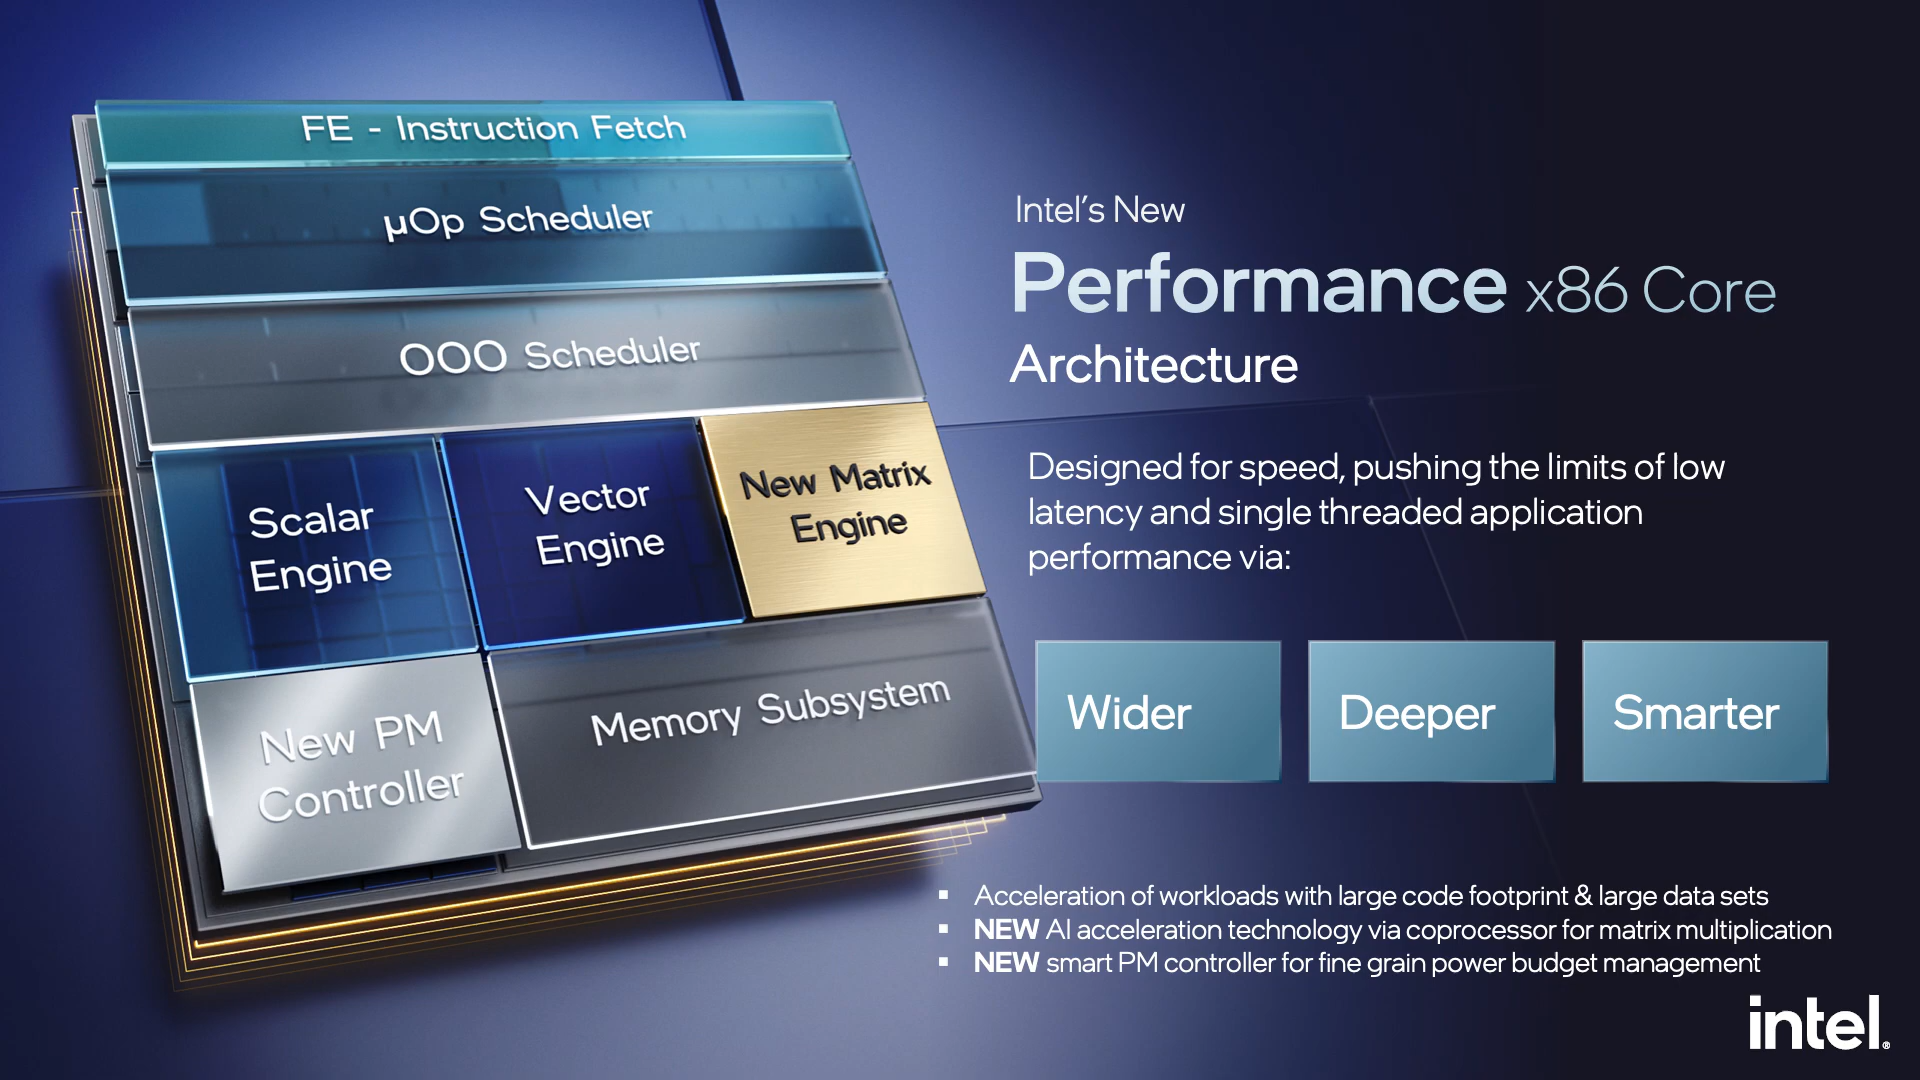 FE - Instruction Fetch
µOp Scheduler
OOO Scheduler
Scalar
Engine
Vector
Engine
New Matrix
Engine
New PM
Controller
Memory Subsystem
Intel's New
Performance x86 Core
Architecture
Designed for speed, pushing the limits of low
latency and single threaded application
performance via:
Wider
Deeper
Smarter
▪ Acceleration of workloads with large code footprint & large data sets
▪ NEW AI acceleration technology via coprocessor for matrix multiplication
▪ NEW smart PM controller for fine grain power budget management
intel®